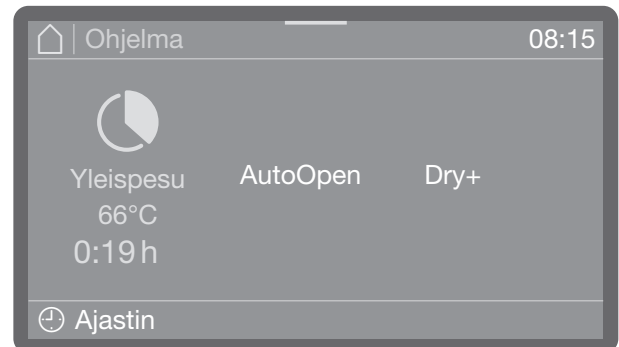 Ohjelma 08:15
Yleispesu AutoOpen Dry+
66°C
0:19 h
Ajastin